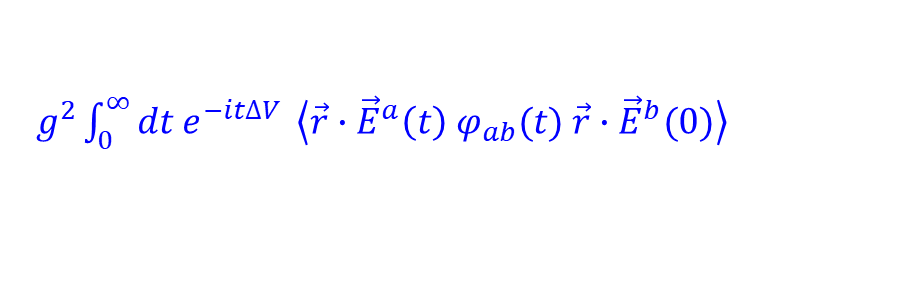 g² ∫₀^∞ dt e^{−itΔV} ⟨r⃗ · E⃗ᵃ(t) φ_{ab}(t) r⃗ · E⃗ᵇ(0)⟩